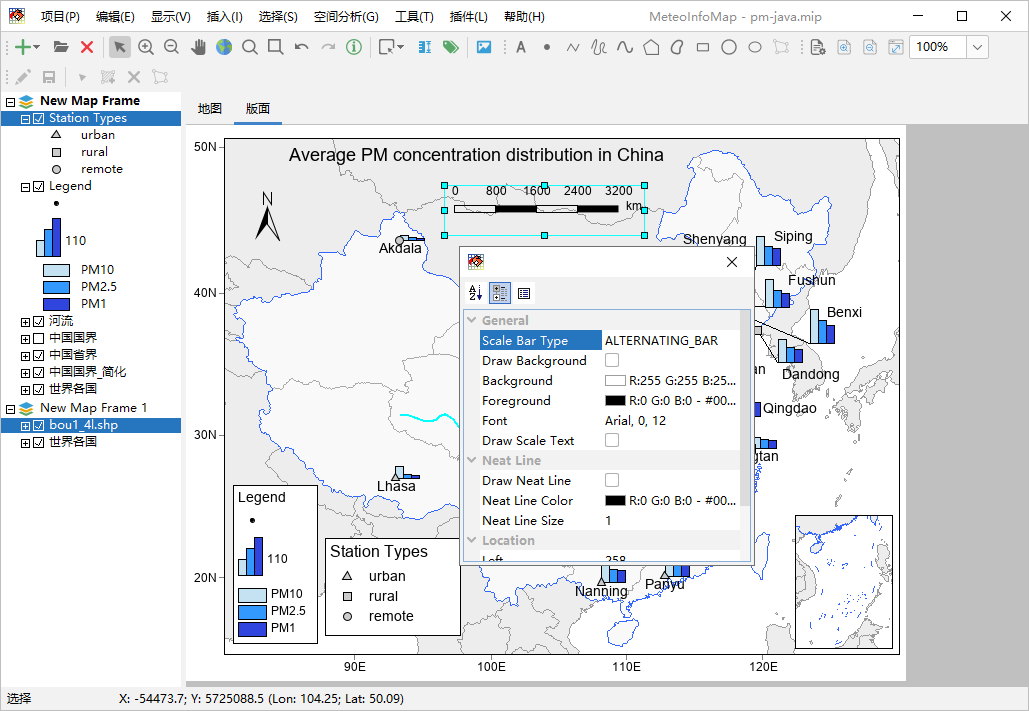 项目(P) 编辑(E) 显示(V) 插入(I) 选择(S) 空间分析(G) 工具(T) 插件(L) 帮助(H) MeteoInfoMap - pm-java.mip
100%
New Map Frame
Station Types
urban
rural
remote
Legend
110
PM10
PM2.5
PM1
河流
中国国界
中国省界
中国国界_简化
世界各国
New Map Frame 1
bou1_4l.shp
世界各国
地图 版面
50N
40N
30N
20N
90E 100E 110E 120E
Average PM concentration distribution in China
N
0 800 1600 2400 3200
km
Akdala
Shenyang
Siping
Fushun
Benxi
Dandong
Qingdao
Lhasa
Nanning
Panyu
General
Scale Bar Type ALTERNATING_BAR
Draw Background
Background R:255 G:255 B:25...
Foreground R:0 G:0 B:0 - #00...
Font Arial, 0, 12
Draw Scale Text
Neat Line
Draw Neat Line
Neat Line Color R:0 G:0 B:0 - #00...
Neat Line Size 1
Location
Left 258
Legend
110
PM10
PM2.5
PM1
Station Types
urban
rural
remote
选择 X: -54473.7; Y: 5725088.5 (Lon: 104.25; Lat: 50.09)